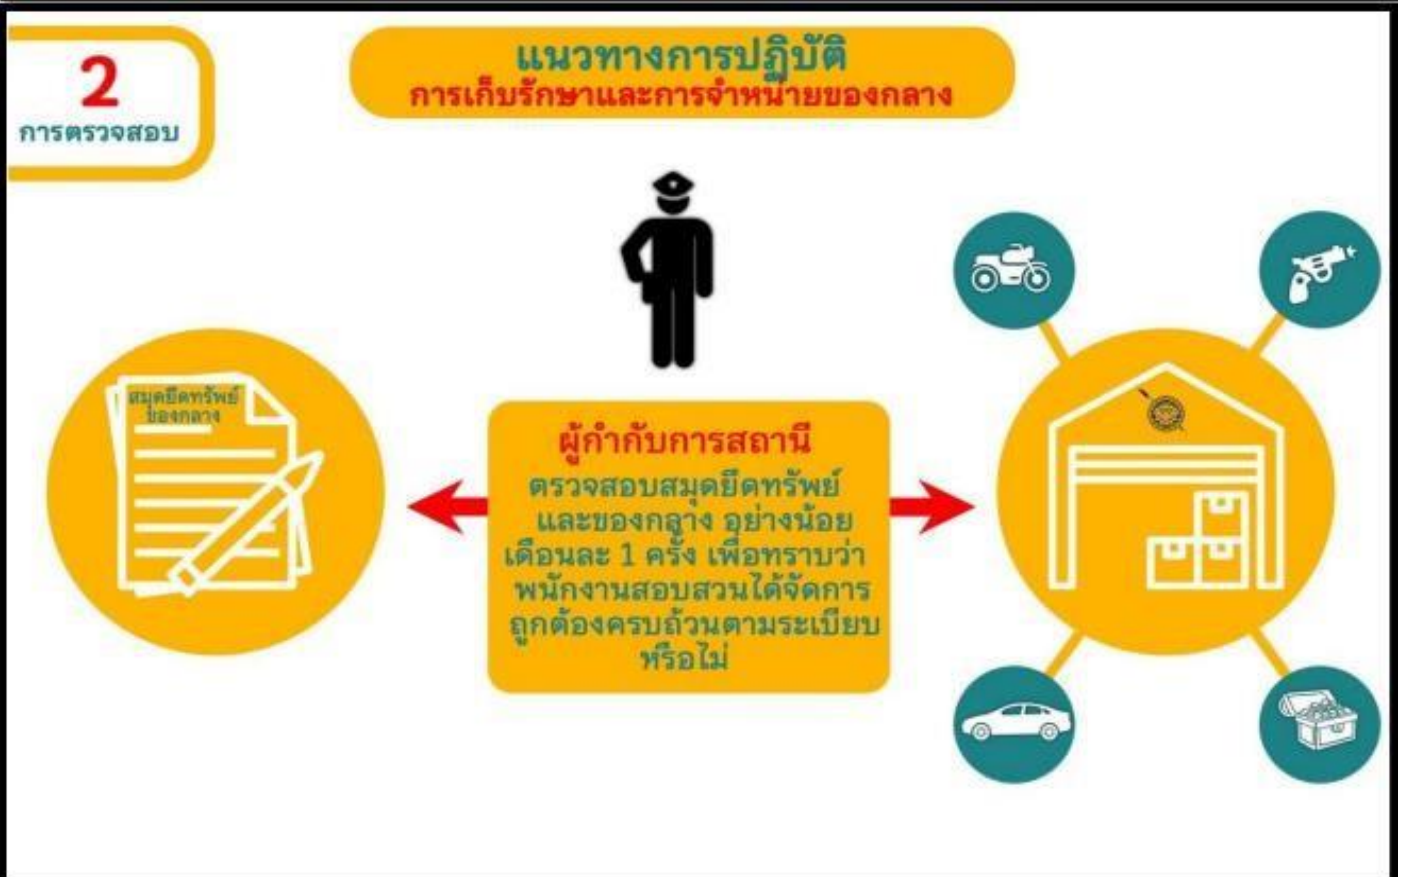 2
การตรวจสอบ
แนวทางการปฏิบัติ
การเก็บรักษาและการจำหน่ายของกลาง
สมุดยึดทรัพย์
ของกลาง
ผู้กำกับการสถานี
ตรวจสอบสมุดยึดทรัพย์
และของกลาง อย่างน้อย
เดือนละ 1 ครั้ง เพื่อทราบว่า
พนักงานสอบสวนได้จัดการ
ถูกต้องครบถ้วนตามระเบียบ
หรือไม่